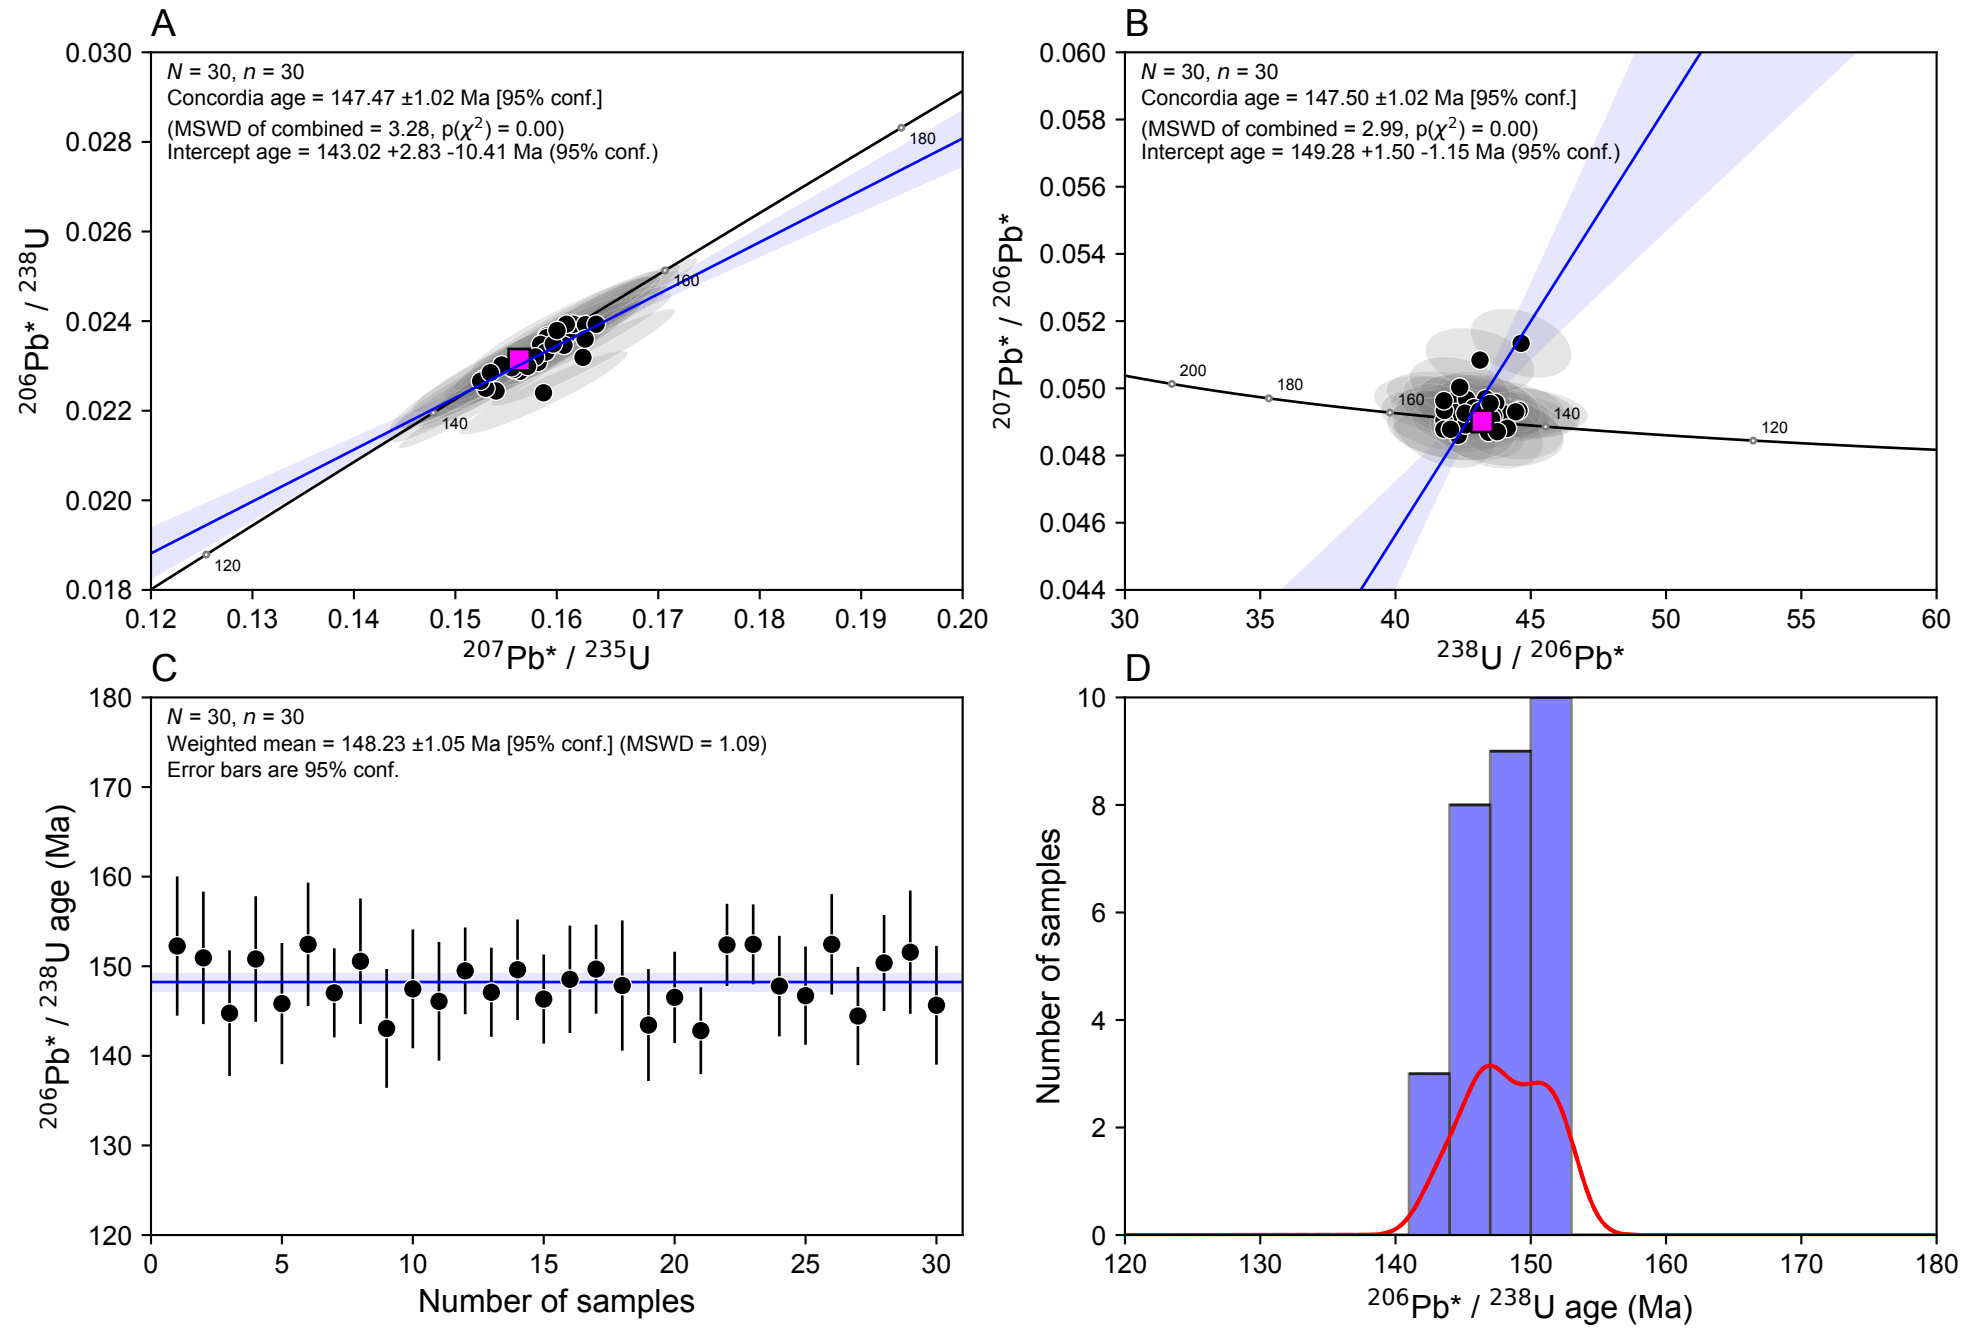 A
N = 30, n = 30
Concordia age = 147.47 ±1.02 Ma [95% conf.]
(MSWD of combined = 3.28, p(χ²) = 0.00)
Intercept age = 143.02 +2.83 -10.41 Ma (95% conf.)
0.030
0.028
0.026
0.024
0.022
0.020
0.018
²⁰⁶Pb* / ²³⁸U
180
160
140
120
0.12 0.13 0.14 0.15 0.16 0.17 0.18 0.19 0.20
²⁰⁷Pb* / ²³⁵U
B
N = 30, n = 30
Concordia age = 147.50 ±1.02 Ma [95% conf.]
(MSWD of combined = 2.99, p(χ²) = 0.00)
Intercept age = 149.28 +1.50 -1.15 Ma (95% conf.)
0.060
0.058
0.056
0.054
0.052
0.050
0.048
0.046
0.044
²⁰⁷Pb* / ²⁰⁶Pb*
200 180 160 140 120
30 35 40 45 50 55 60
²³⁸U / ²⁰⁶Pb*
C
N = 30, n = 30
Weighted mean = 148.23 ±1.05 Ma [95% conf.] (MSWD = 1.09)
Error bars are 95% conf.
180
170
160
150
140
130
120
²⁰⁶Pb* / ²³⁸U age (Ma)
0 5 10 15 20 25 30
Number of samples
D
10
8
6
4
2
0
Number of samples
120 130 140 150 160 170 180
²⁰⁶Pb* / ²³⁸U age (Ma)